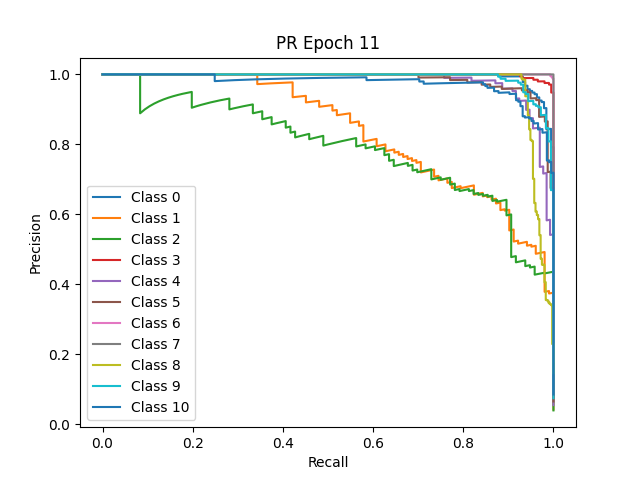 PR Epoch 11
1.0
0.8
0.6
0.4
0.2
0.0
Precision
Class 0
Class 1
Class 2
Class 3
Class 4
Class 5
Class 6
Class 7
Class 8
Class 9
Class 10
0.0 0.2 0.4 0.6 0.8 1.0
Recall